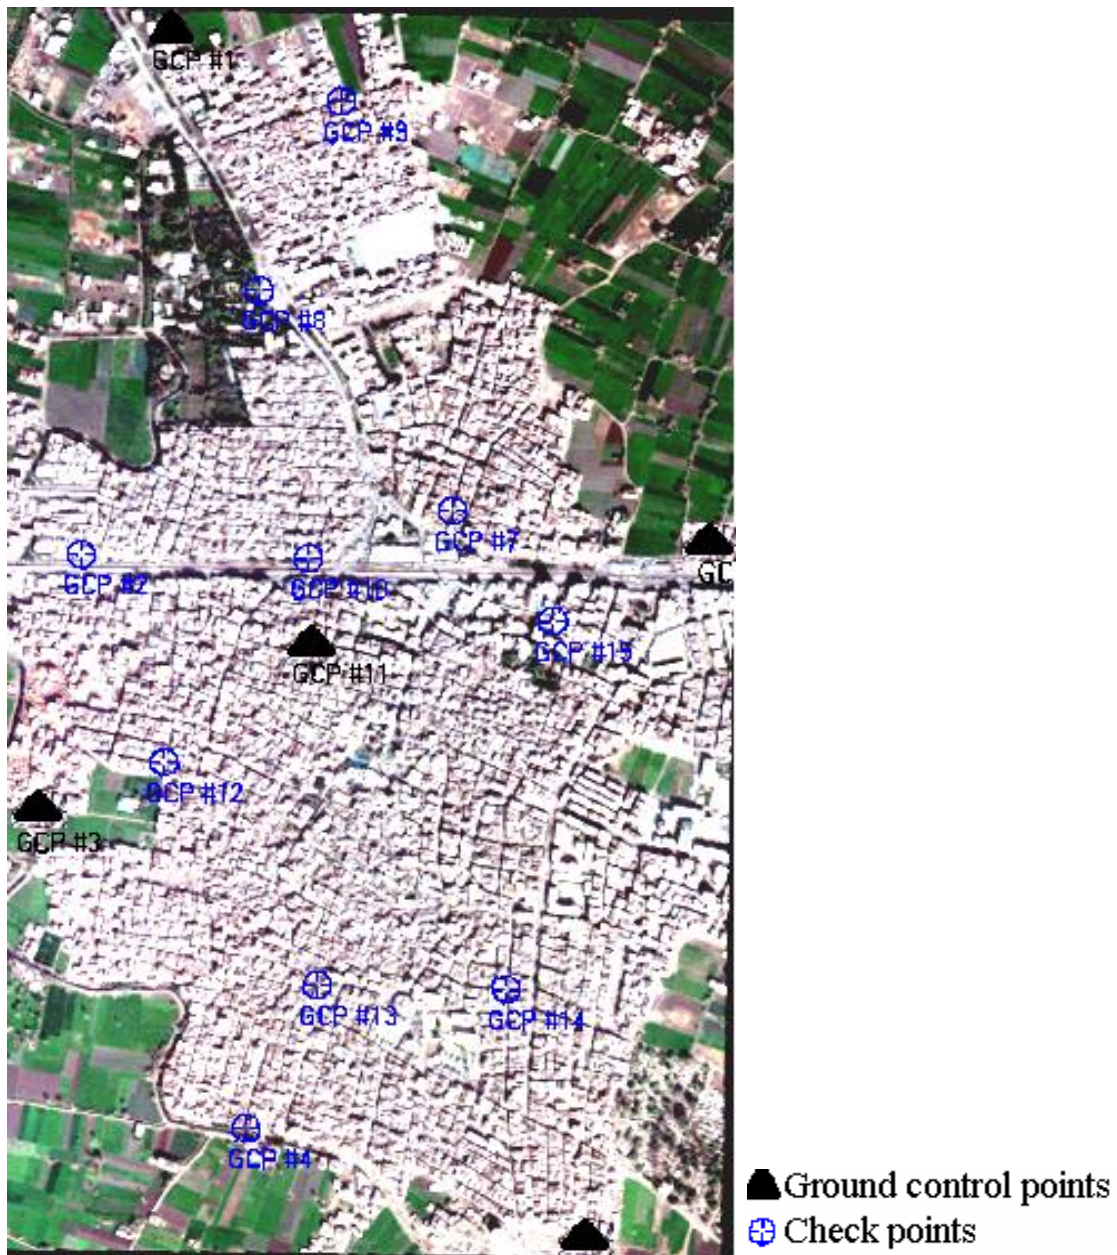 GCP #1
GCP #9
GCP #8
GCP #7
GCP #2
GCP #10
GC
GCP #15
GCP #11
GCP #12
GCP #3
GCP #13
GCP #14
GCP #4
Ground control points
Check points